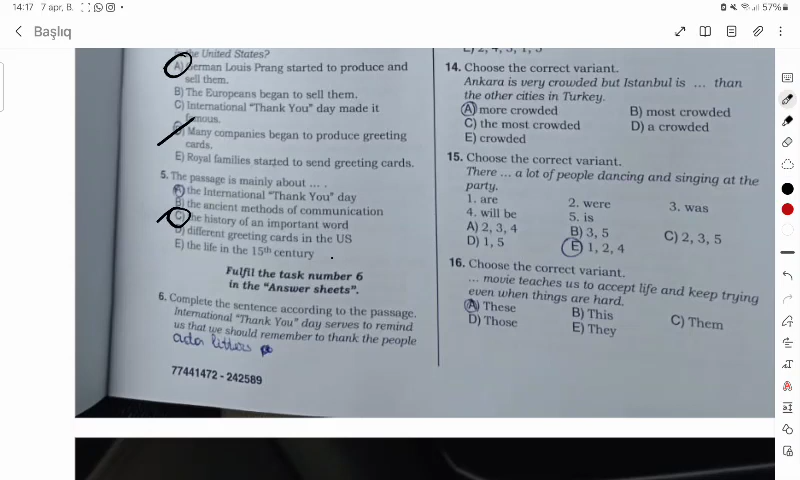 14:17 7 apr, B.
57%
Başlıq
in the United States?
A) German Louis Prang started to produce and
sell them.
B) The Europeans began to sell them.
C) International “Thank You” day made it
famous.
D) Many companies began to produce greeting
cards.
E) Royal families started to send greeting cards.
5. The passage is mainly about ... .
A) the International “Thank You” day
B) the ancient methods of communication
C) the history of an important word
D) different greeting cards in the US
E) the life in the 15th century
Fulfil the task number 6
in the “Answer sheets”.
6. Complete the sentence according to the passage.
International “Thank You” day serves to remind
us that we should remember to thank the people
77441472 - 242589
E) 2, 4, 3, 1, 5
14. Choose the correct variant.
Ankara is very crowded but Istanbul is ... than
the other cities in Turkey.
A) more crowded B) most crowded
C) the most crowded D) a crowded
E) crowded
15. Choose the correct variant.
There ... a lot of people dancing and singing at the
party.
1. are 2. were 3. was
4. will be 5. is
A) 2, 3, 4 B) 3, 5 C) 2, 3, 5
D) 1, 5 E) 1, 2, 4
16. Choose the correct variant.
... movie teaches us to accept life and keep trying
even when things are hard.
A) These B) This C) Them
D) Those E) They